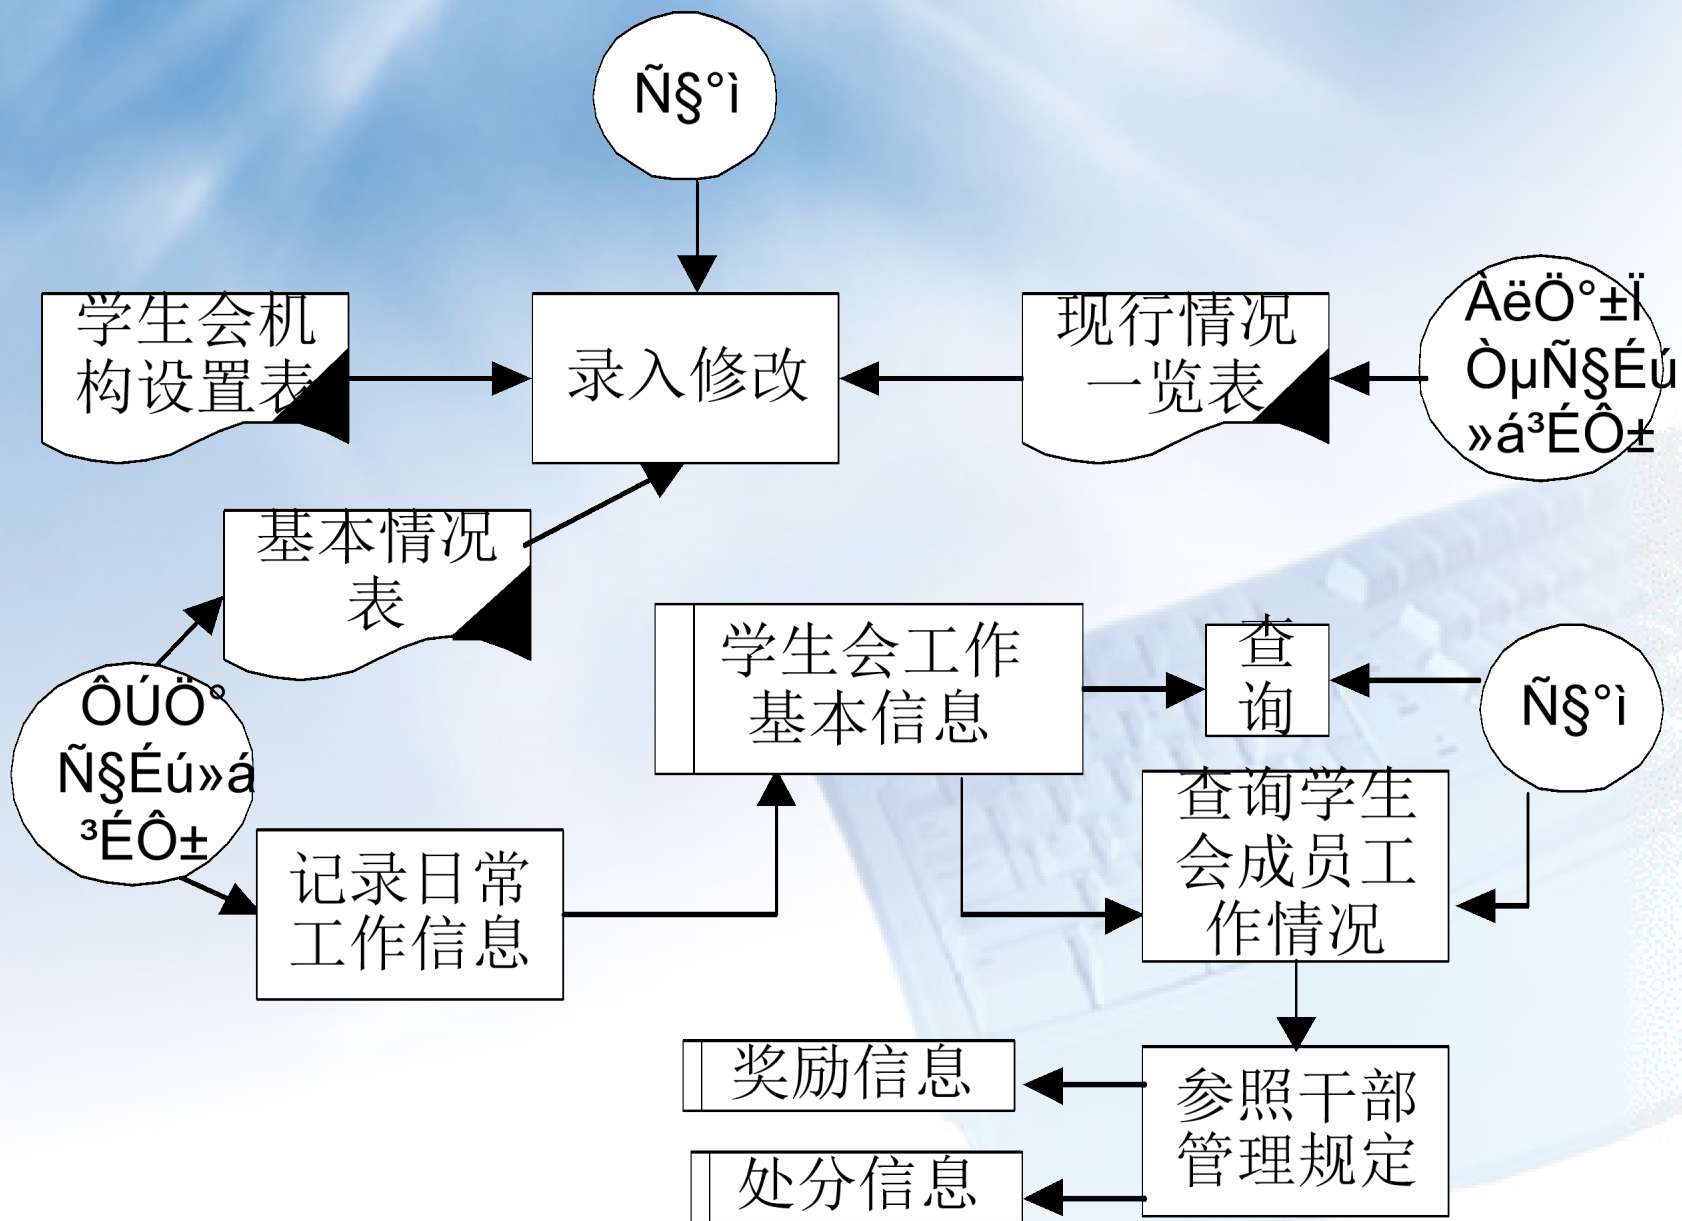 Ñ§°ì
学生会机
构设置表
录入修改
现行情况
一览表
ÀëÖ°±Ï
ÒµÑ§Éú
»á³ÉÔ±
基本情况
表
ÔÚÖ°
Ñ§Éú»á
³ÉÔ±
学生会工作
基本信息
查
询
Ñ§°ì
记录日常
工作信息
查询学生
会成员工
作情况
奖励信息
参照干部
管理规定
处分信息